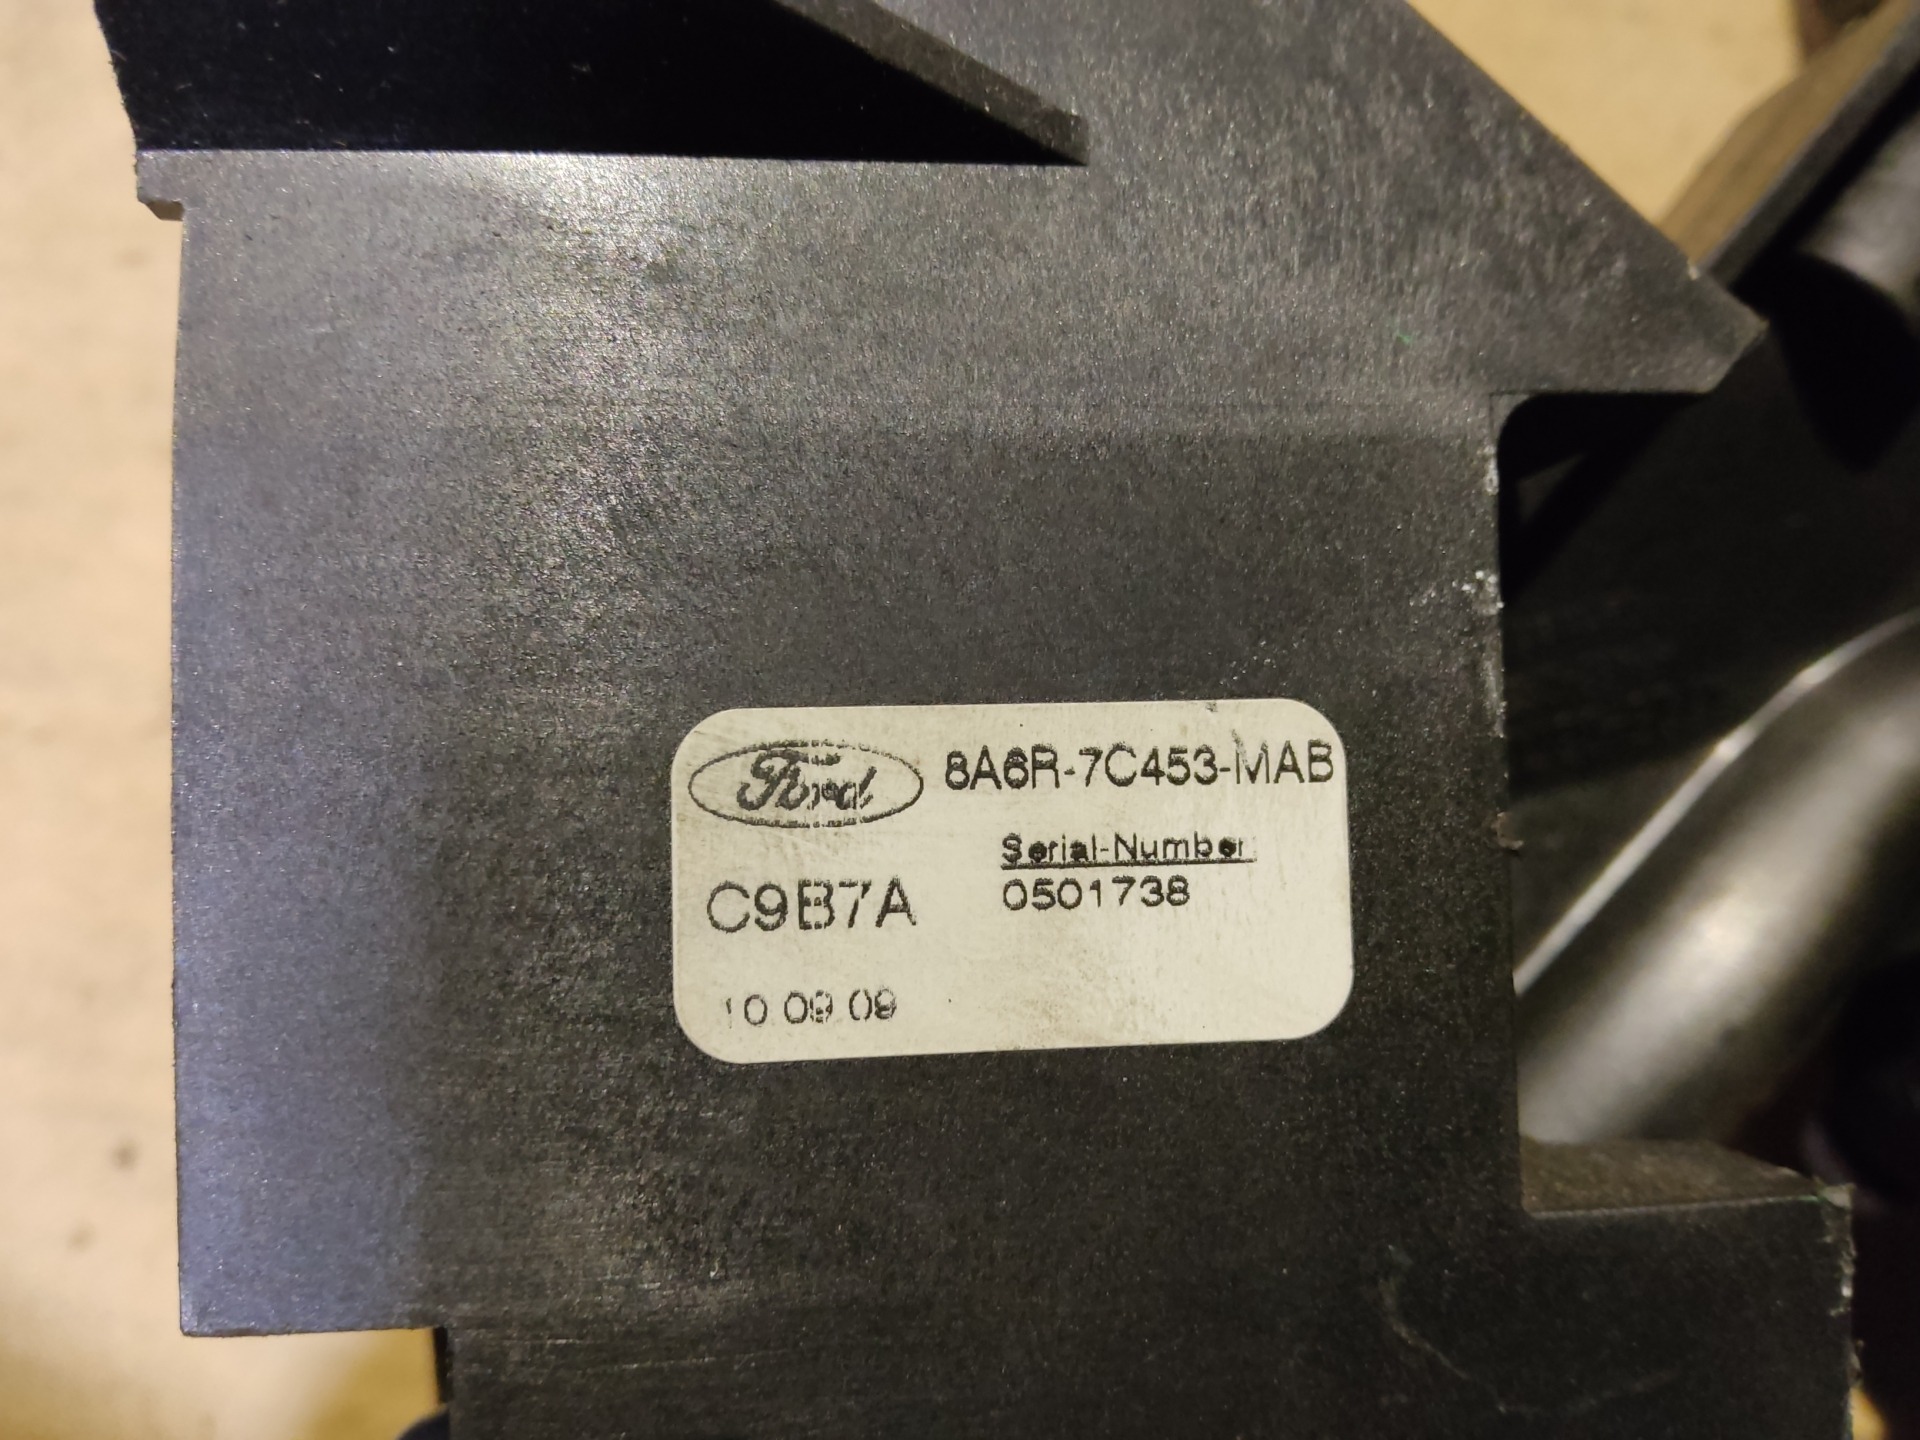 Ford 8A6R-7C453-MAB
Serial-Number
C9B7A 0501738
10 09 09